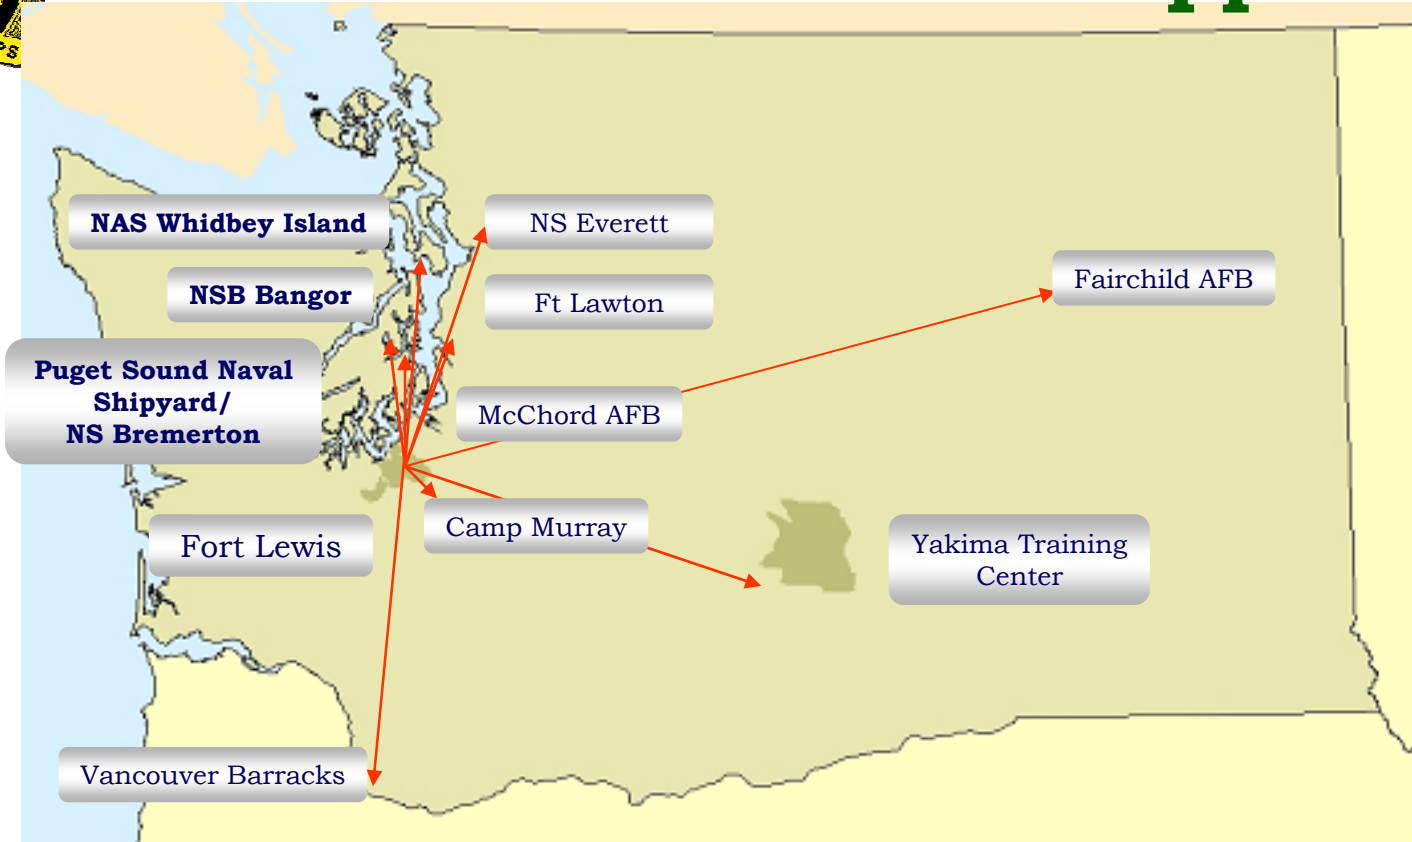 NAS Whidbey Island
NS Everett
Fairchild AFB
NSB Bangor
Ft Lawton
Puget Sound Naval
Shipyard/
NS Bremerton
McChord AFB
Camp Murray
Fort Lewis
Yakima Training
Center
Vancouver Barracks